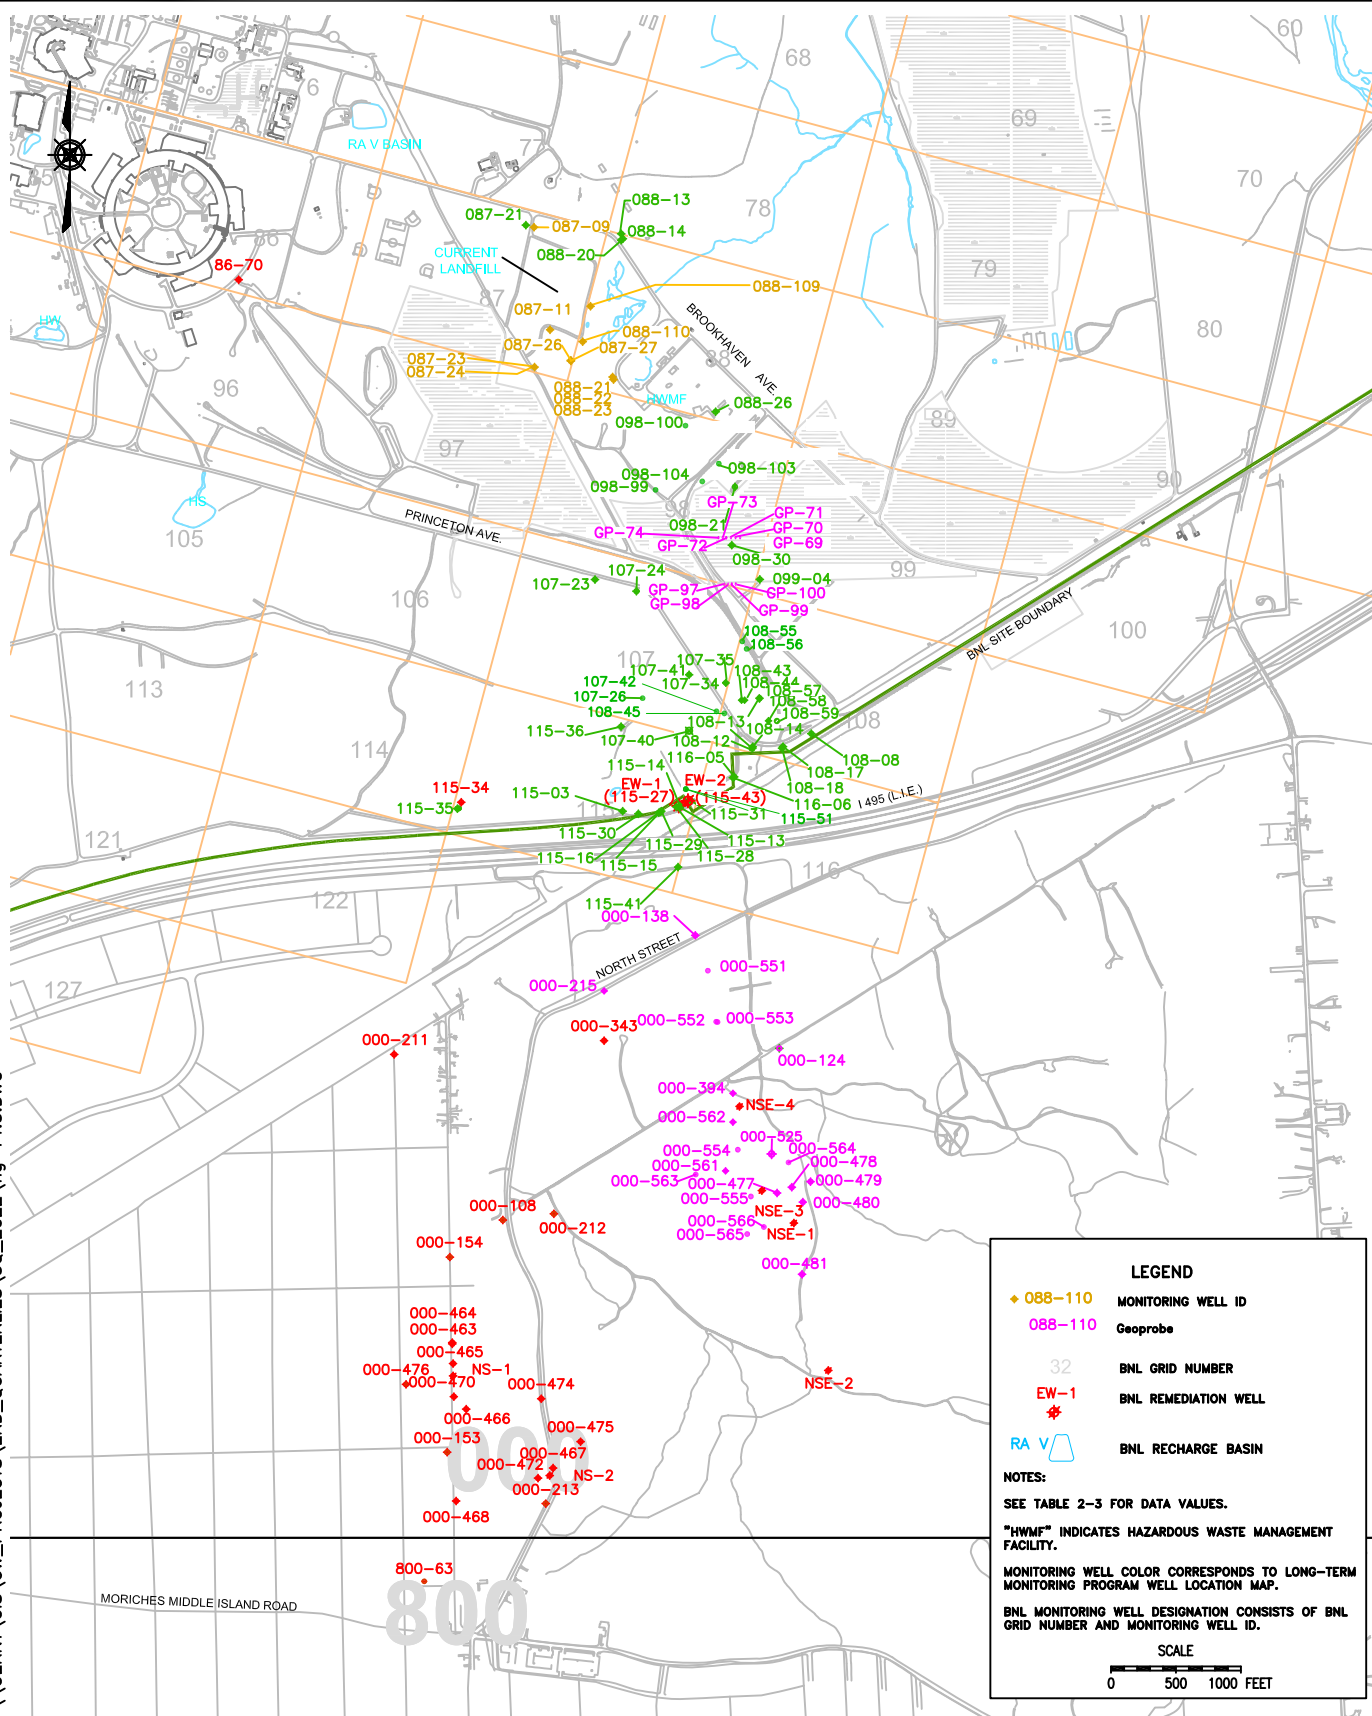 68
60
6
69
77
RA V BASIN
85
70
088-13
78
087-21
087-09
088-14
86
088-20
CURRENT
LANDFILL
86-70
79
088-109
87
087-11
BROOKHAVEN AVE.
HW
80
088-110
087-26
087-27
087-23
88
087-24
96
088-21
088-22
088-23
HWMF
088-26
098-100
89
97
098-103
098-104
90
098-99
HS
GP-73
98
GP-71
PRINCETON AVE.
098-21
GP-70
GP-74
105
GP-72
GP-69
098-30
107-24
99
107-23
099-04
GP-97
GP-100
106
GP-98
GP-99
BNL SITE BOUNDARY
100
108-55
108-56
107
107-35
113
107-41
108-43
107-42
107-34
108-44
107-26
108-57
108-58
108-45
108-59
108
108-13
108-14
115-36
107-40
108-12
114
116-05
108-08
115-14
108-17
EW-1
EW-2
115-34
108-18
115-03
(115-27)
(115-43)
I 495 (L.I.E.)
115-35
116-06
115-31
115-51
121
115-30
115-29
115-13
115-16
115-15
115-28
116
122
115-41
000-138
NORTH STREET
000-551
127
000-215
000-343
000-552
000-553
000-211
000-124
000-394
NSE-4
000-562
000-525
000-554
000-564
000-561
000-478
000-563
000-477
000-479
000-555
000-480
000-108
NSE-3
000-212
000-566
000-565
NSE-1
000-154
000-481
000-464
000-463
000-465
000-476
NS-1
000-470
000-474
NSE-2
000-466
000-475
000-153
000
000-467
000-472
NS-2
000-213
000-468
800-63
800
MORICHES MIDDLE ISLAND ROAD
LEGEND
088-110 MONITORING WELL ID
088-110 Geoprobe
32 BNL GRID NUMBER
EW-1 BNL REMEDIATION WELL
RA V BNL RECHARGE BASIN
NOTES:
SEE TABLE 2-3 FOR DATA VALUES.
"HWMF" INDICATES HAZARDOUS WASTE MANAGEMENT
FACILITY.
MONITORING WELL COLOR CORRESPONDS TO LONG-TERM
MONITORING PROGRAM WELL LOCATION MAP.
BNL MONITORING WELL DESIGNATION CONSISTS OF BNL
GRID NUMBER AND MONITORING WELL ID.
SCALE
0 500 1000 FEET